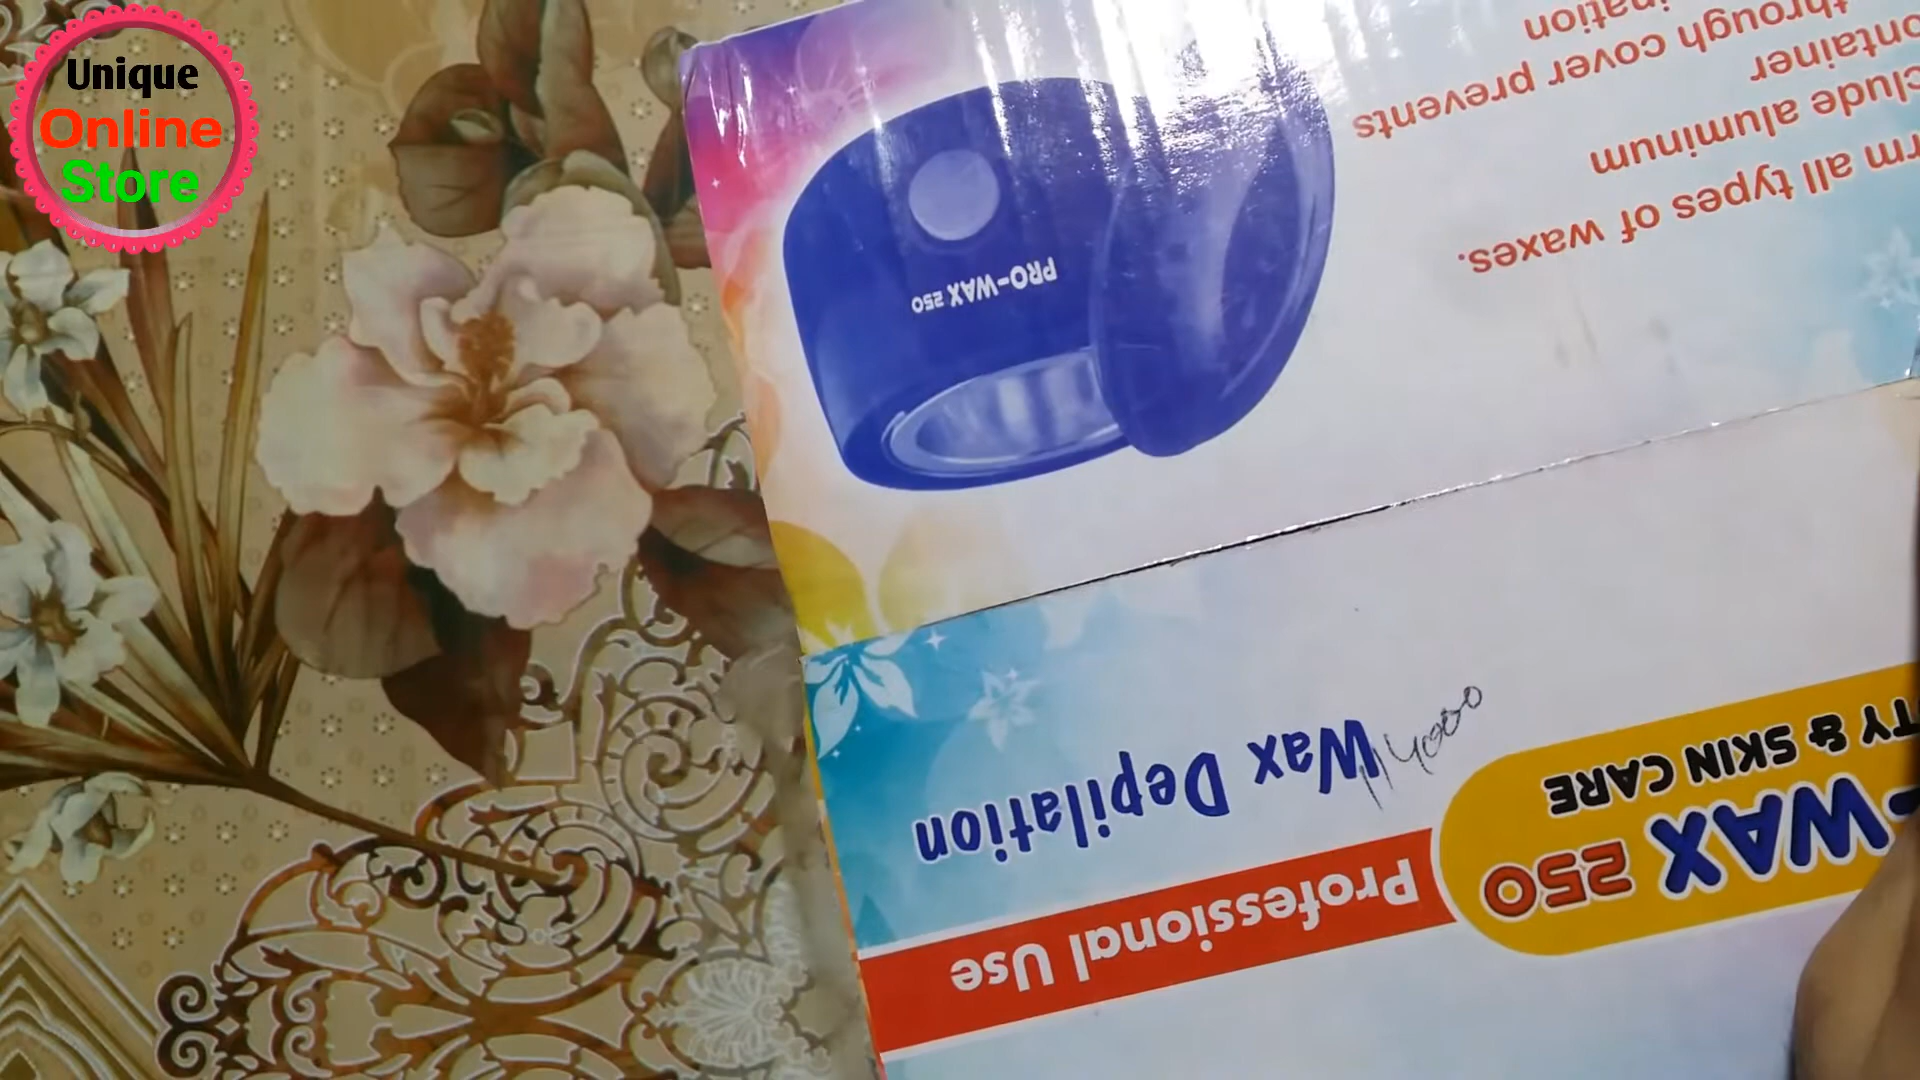 Unique
Online
Store
rm all types of waxes.
clude aluminum
ontainer
through cover prevents
ination
PRO-WAX 250
-WAX 250
TY & SKIN CARE
Professional Use
Wax Depilation